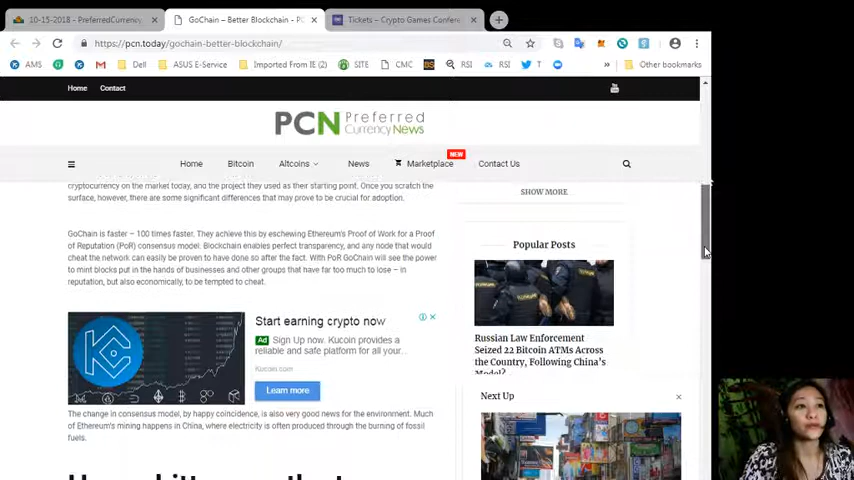 10-15-2018 - PreferredCurrency
GoChain – Better Blockchain - PC
Tickets – Crypto Games Conferen
https://pcn.today/gochain-better-blockchain/
AMS
Dell
ASUS E-Service
Imported From IE (2)
SITE
CMC
RSI
RSI
T
Other bookmarks
Home
Contact
PCN Preferred
Currency News
Home
Bitcoin
Altcoins
News
Marketplace
NEW
Contact Us
cryptocurrency on the market today, and the project they used as their starting point. Once you scratch the
surface, however, there are some significant differences that may prove to be crucial for adoption.
GoChain is faster – 100 times faster. They achieve this by eschewing Ethereum's Proof of Work for a Proof
of Reputation (PoR) consensus model. Blockchain enables perfect transparency, and any node that would
cheat the network can easily be proven to have done so after the fact. With PoR GoChain will see the power
to mint blocks put in the hands of businesses and other groups that have far too much to lose – in
reputation, but also economically, to be tempted to cheat.
Start earning crypto now
Ad Sign Up now. Kucoin provides a
reliable and safe platform for all your...
Kucoin.com
Learn more
The change in consensus model, by happy coincidence, is also very good news for the environment. Much
of Ethereum's mining happens in China, where electricity is often produced through the burning of fossil
fuels.
SHOW MORE
Popular Posts
Russian Law Enforcement
Seized 22 Bitcoin ATMs Across
the Country, Following China's
Model?
Next Up